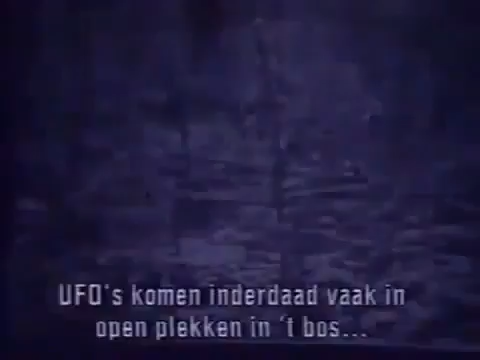 UFO's komen inderdaad vaak in
open plekken in 't bos...